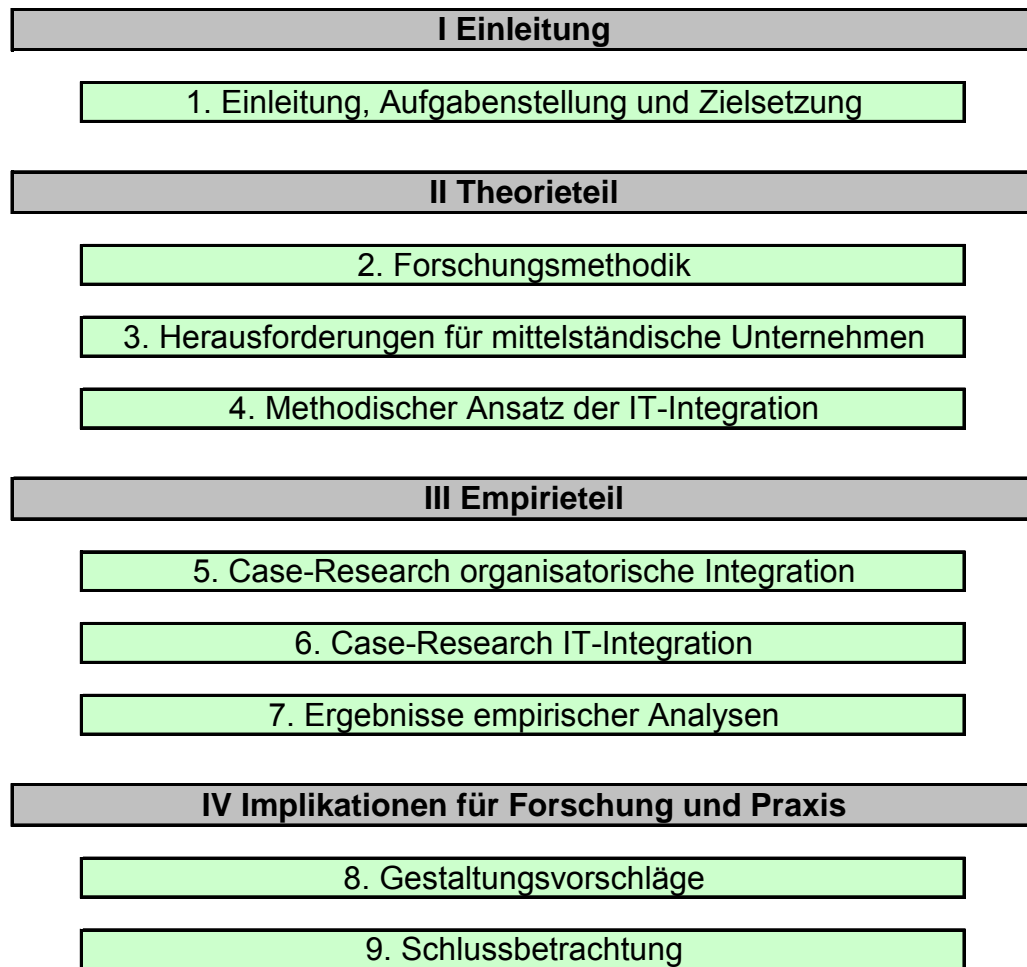 I Einleitung
1. Einleitung, Aufgabenstellung und Zielsetzung
II Theorieteil
2. Forschungsmethodik
3. Herausforderungen für mittelständische Unternehmen
4. Methodischer Ansatz der IT-Integration
III Empirieteil
5. Case-Research organisatorische Integration
6. Case-Research IT-Integration
7. Ergebnisse empirischer Analysen
IV Implikationen für Forschung und Praxis
8. Gestaltungsvorschläge
9. Schlussbetrachtung